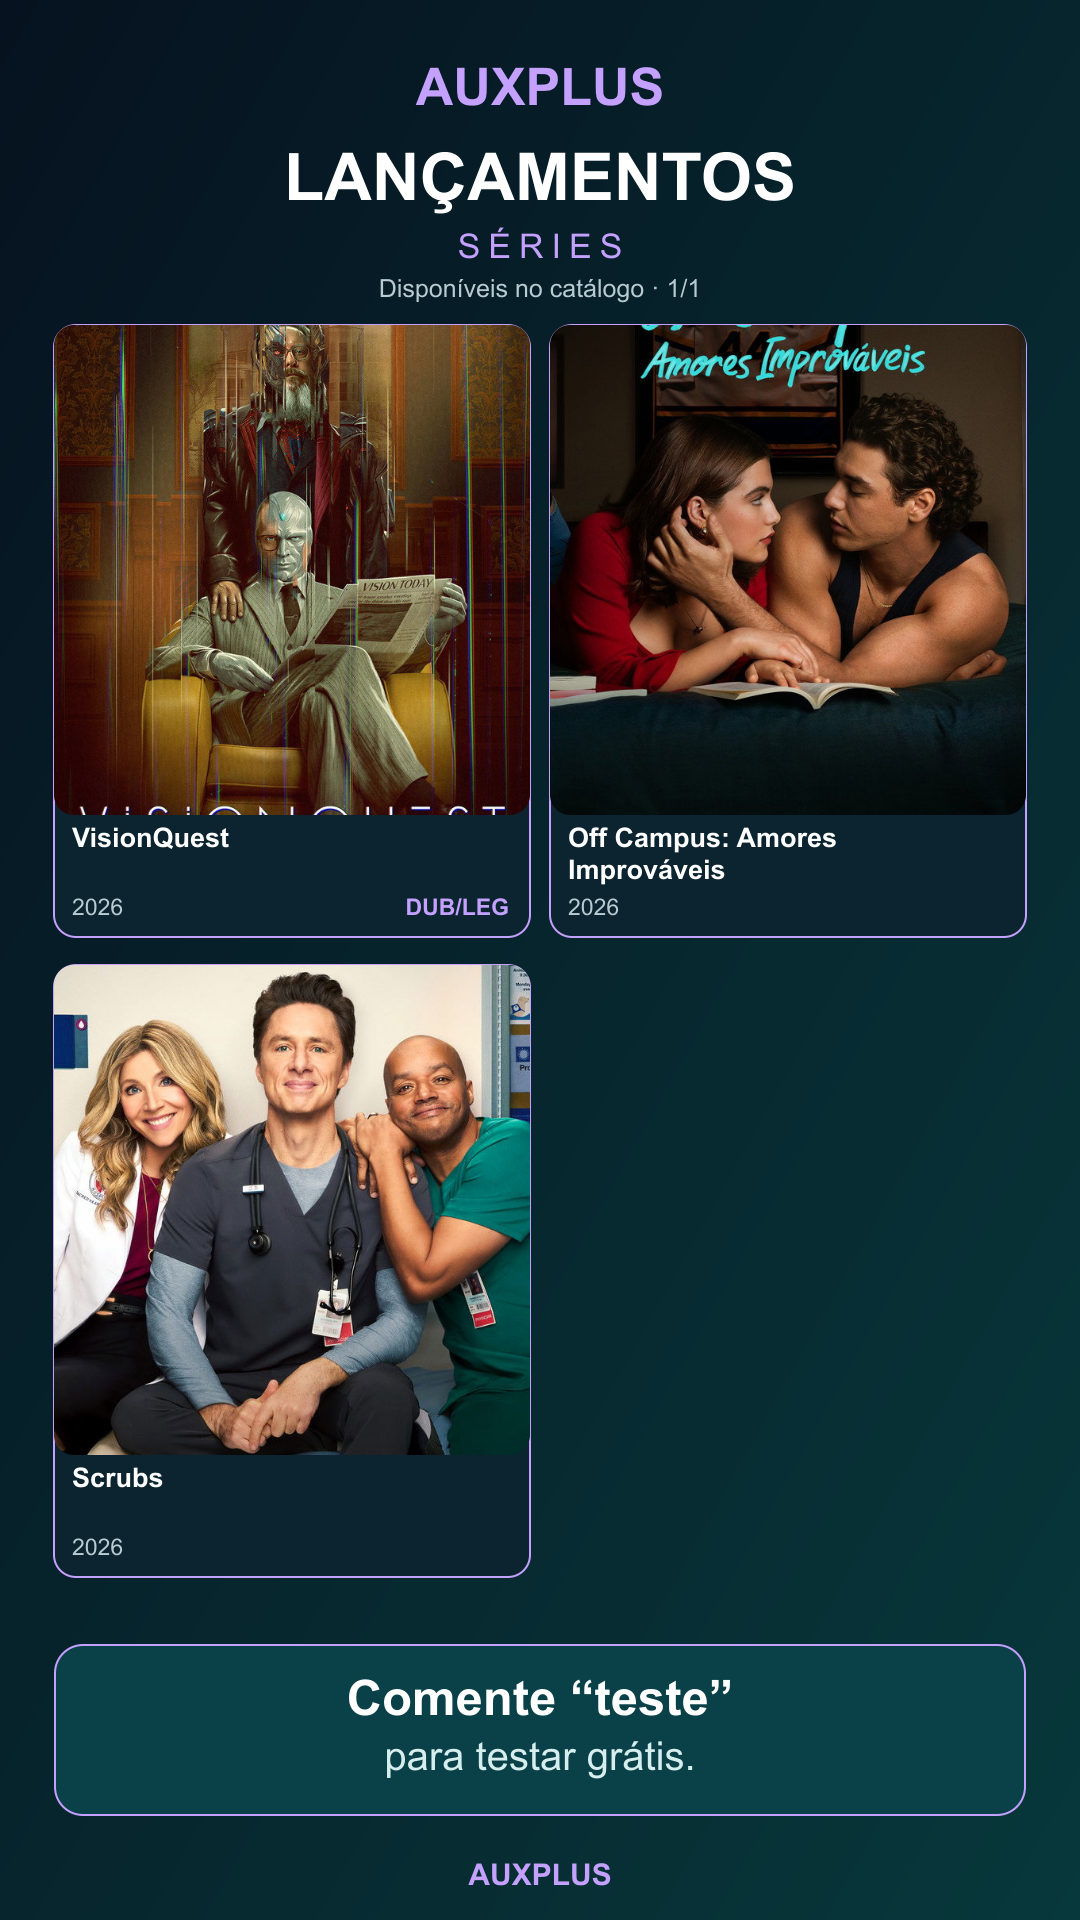 AUXPLUS
LANÇAMENTOS
SÉRIES
Disponíveis no catálogo · 1/1
Amores Improváveis
VISION TODAY
VISIONQUEST
VisionQuest
2026
DUB/LEG
Off Campus: Amores
Improváveis
2026
Scrubs
2026
Comente “teste”
para testar grátis.
AUXPLUS